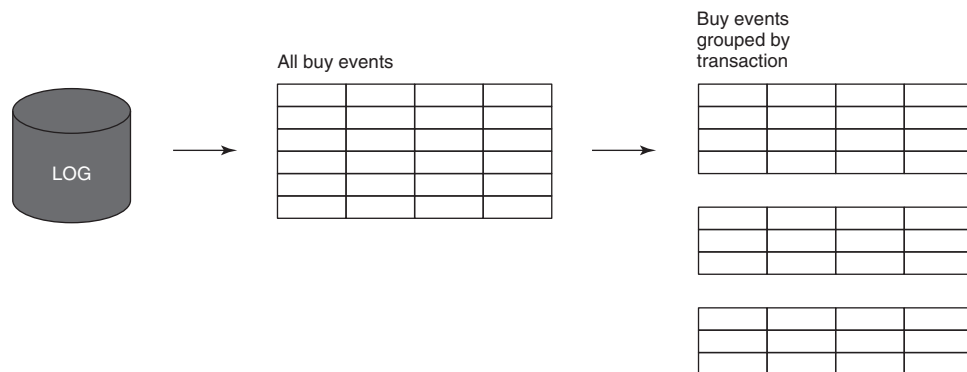 LOG
All buy events
Buy events
grouped by
transaction